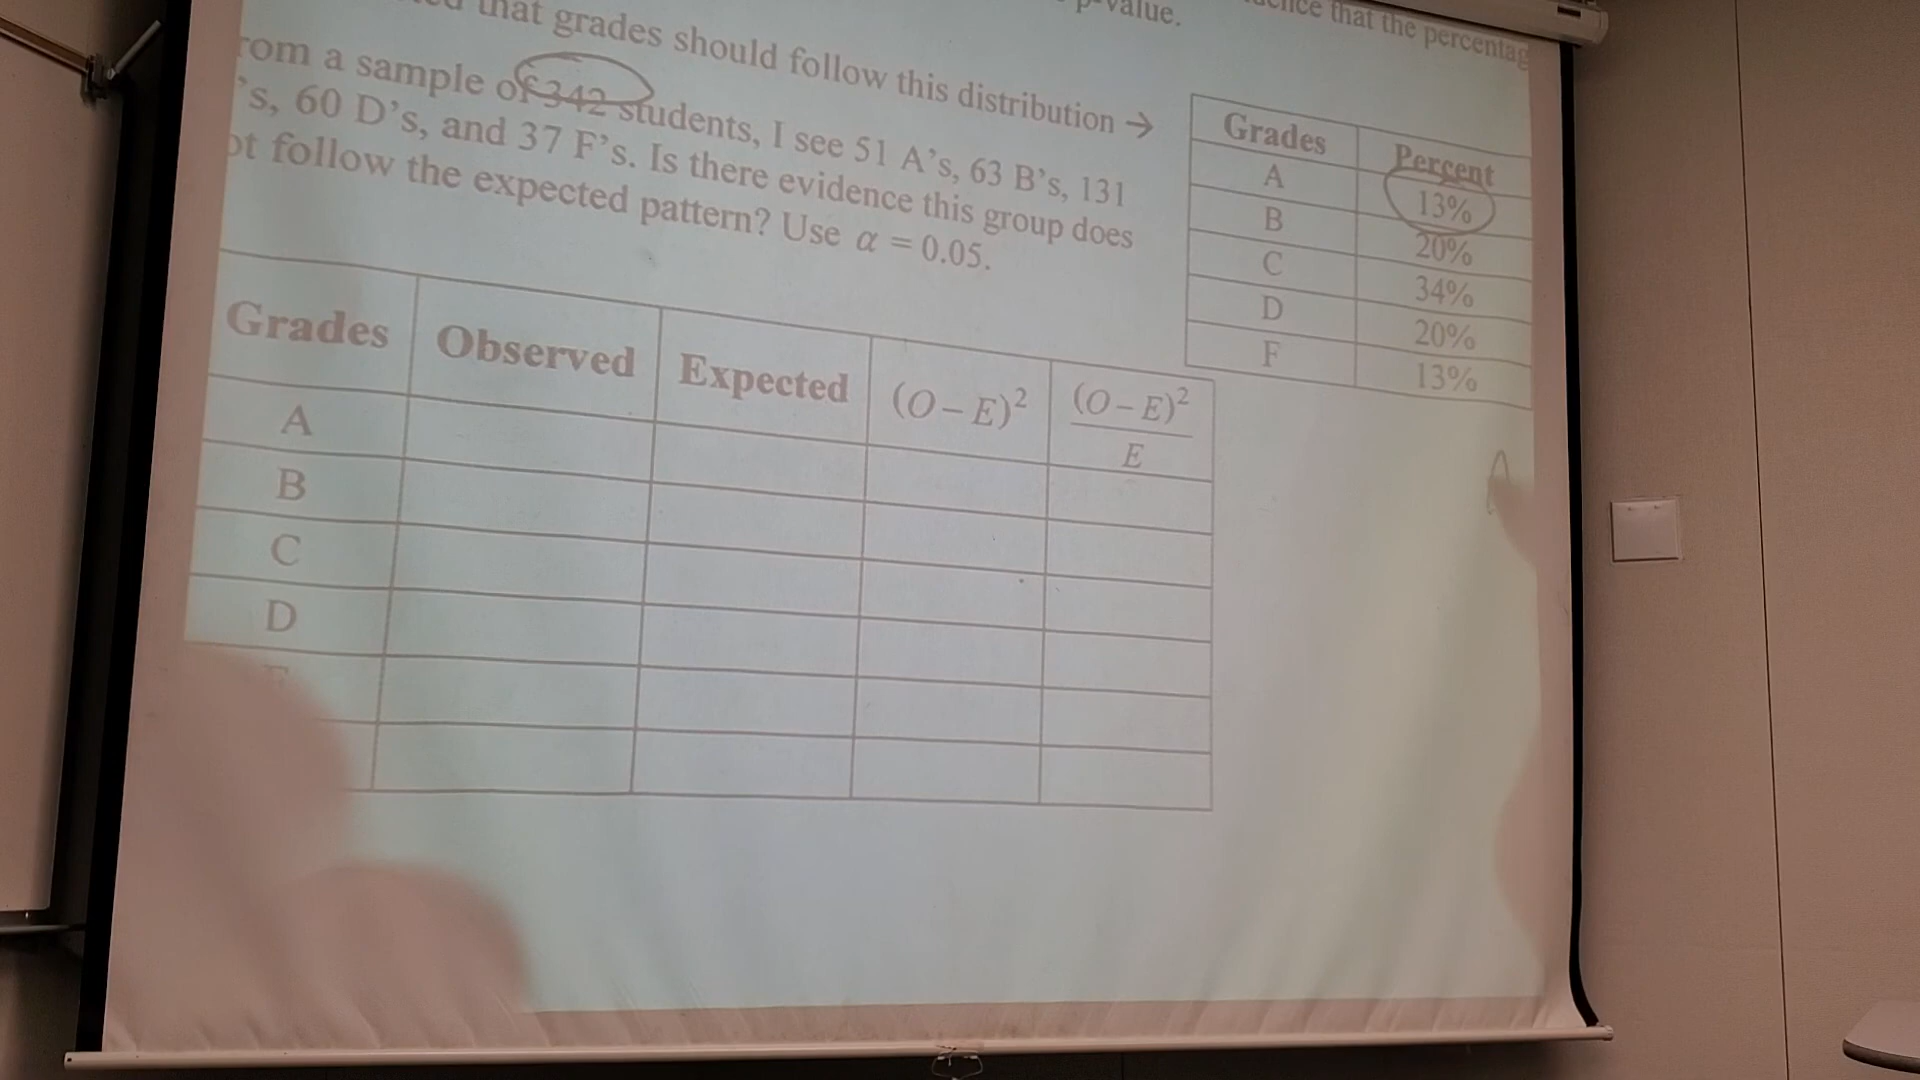 that grades should follow this distribution →
p-value.
that the percentag
rom a sample of 342 students, I see 51 A's, 63 B's, 131
's, 60 D's, and 37 F's. Is there evidence this group does
ot follow the expected pattern? Use α = 0.05.
Grades Percent
A 13%
B 20%
C 34%
D 20%
F 13%
Grades Observed Expected (O – E)² (O – E)²/E
A
B
C
D